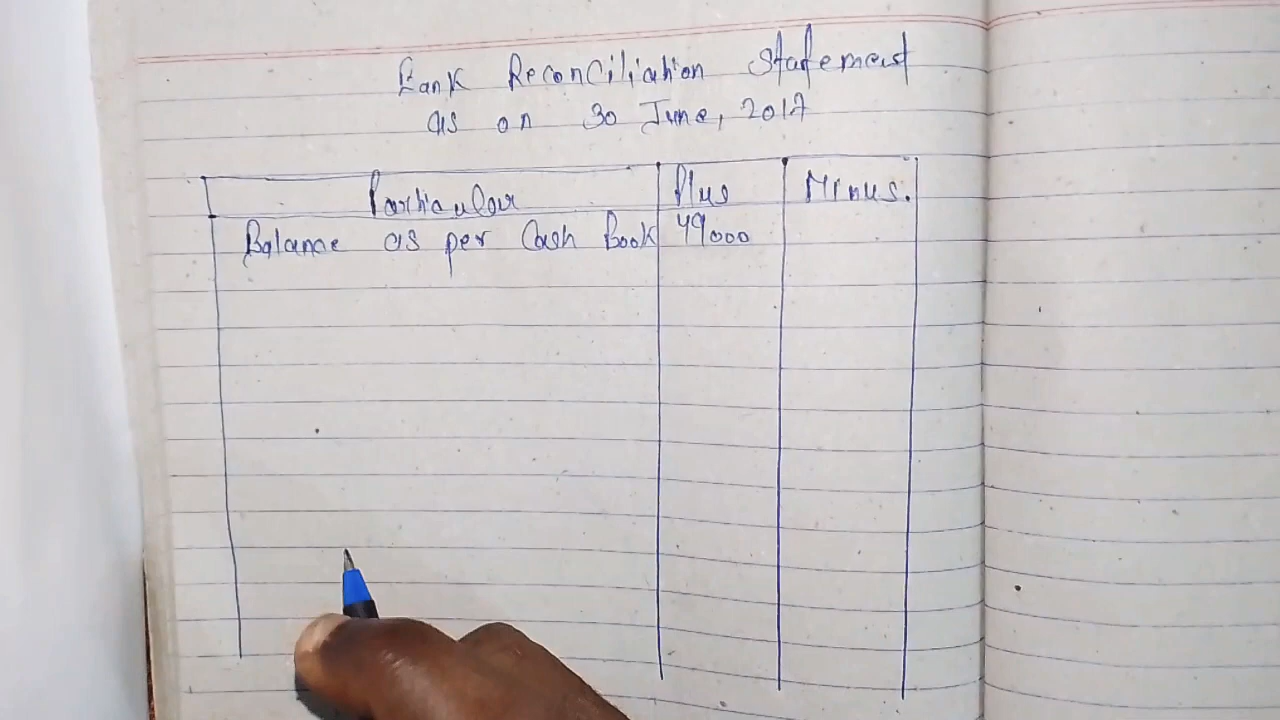 Bank Reconciliation Statement
as on 30 June, 2017
Particular Plus Minus.
Balance as per Cash Book 49000